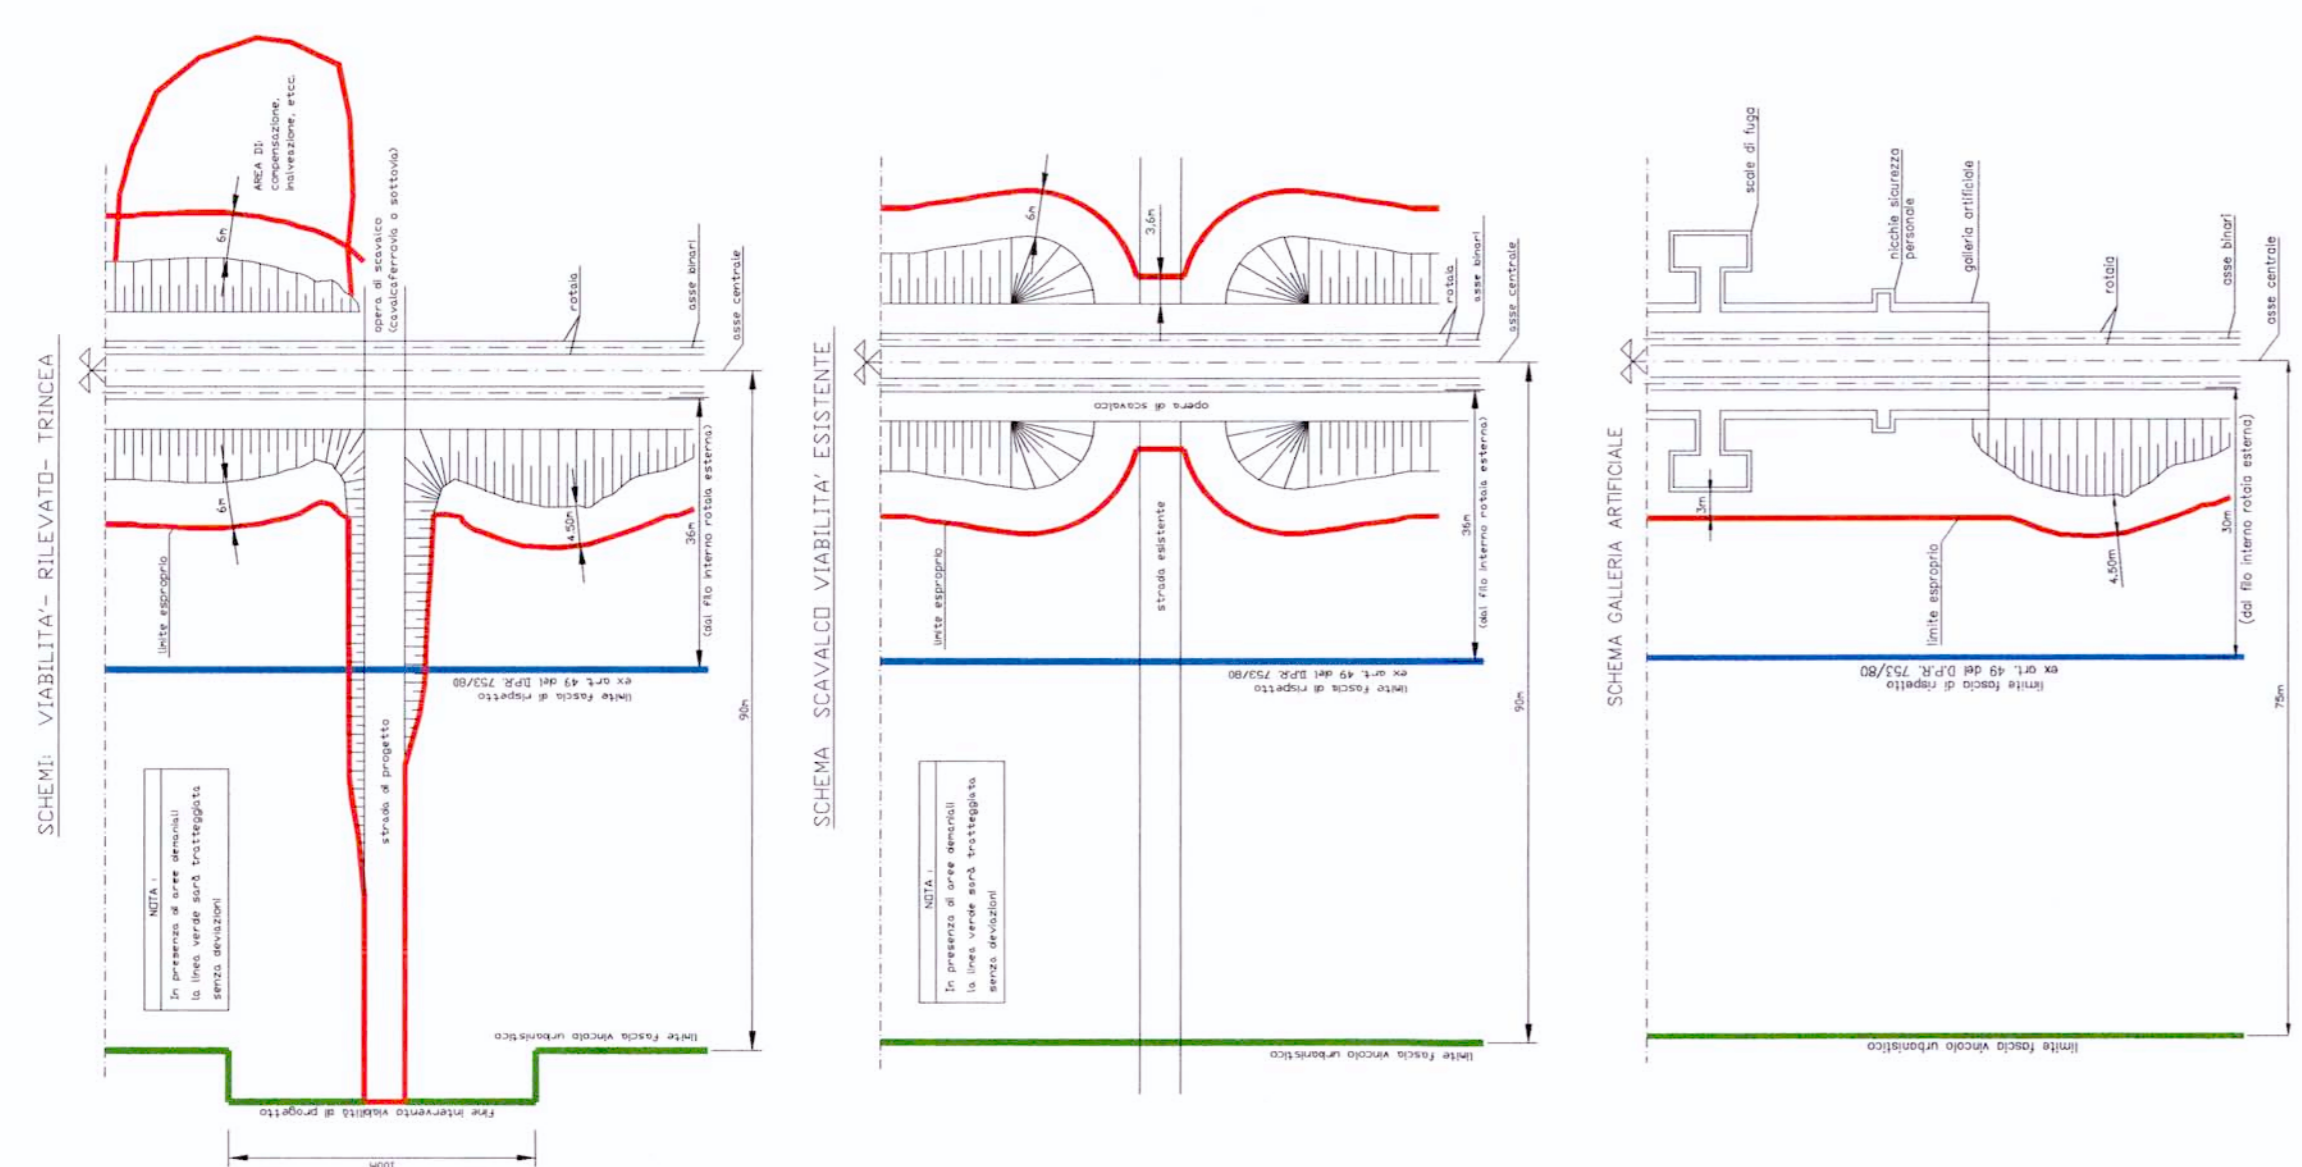 SCHEMI: VIABILITA'- RILEVATO- TRINCEA
AREA DI:
compensazione,
inalveazione, etcc.
6m
opera di scavalco
(cavalcaferrovia o sottovia)
rotaia
asse binari
asse centrale
6m
4,50m
limite esproprio
36m
(dal filo interno rotaia esterna)
limite fascia di rispetto
ex art. 49 del D.P.R. 753/80
strada di progetto
90m
NOTA :
In presenza di aree demaniali
la linea verde sarà tratteggiata
senza deviazioni
limite fascia vincolo urbanistico
fine intervento viabilità di progetto
100m
SCHEMA SCAVALCO VIABILITA' ESISTENTE
6m
3,6m
rotaia
asse binari
asse centrale
opera di scavalco
limite esproprio
strada esistente
36m
(dal filo interno rotaia esterna)
limite fascia di rispetto
ex art. 49 del D.P.R. 753/80
90m
NOTA :
In presenza di aree demaniali
la linea verde sarà tratteggiata
senza deviazioni
limite fascia vincolo urbanistico
SCHEMA GALLERIA ARTIFICIALE
scale di fuga
nicchie sicurezza
personale
galleria artificiale
rotaia
asse binari
asse centrale
3m
limite esproprio
4,50m
30m
(dal filo interno rotaia esterna)
limite fascia di rispetto
ex art. 49 del D.P.R. 753/80
75m
limite fascia vincolo urbanistico